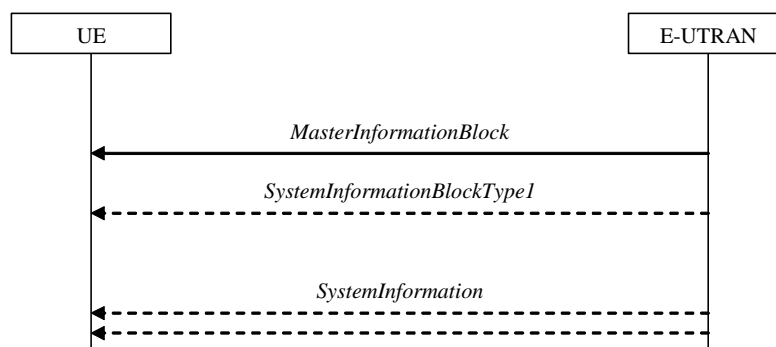 UE
E-UTRAN
MasterInformationBlock
SystemInformationBlockType1
SystemInformation